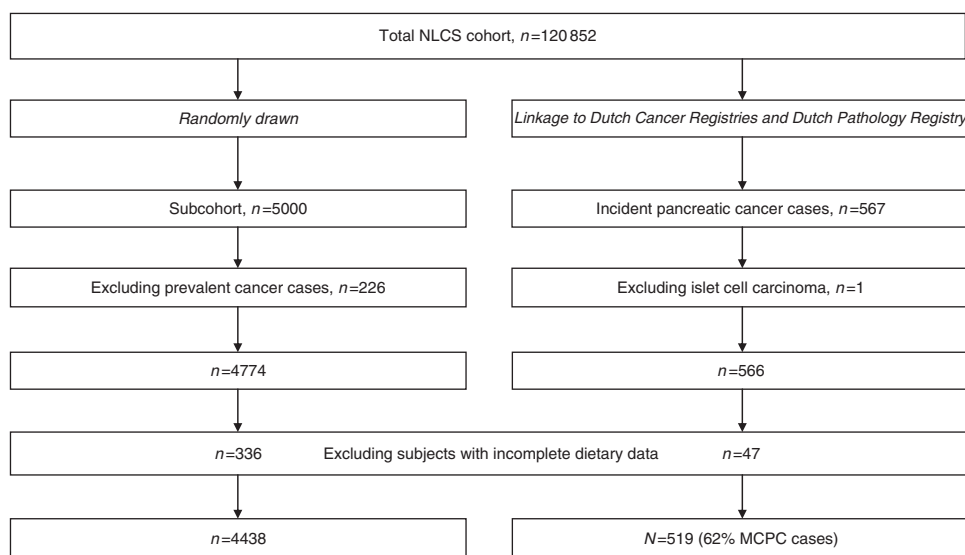 Total NLCS cohort, n=120 852
Randomly drawn
Linkage to Dutch Cancer Registries and Dutch Pathology Registry
Subcohort, n=5000
Incident pancreatic cancer cases, n=567
Excluding prevalent cancer cases, n=226
Excluding islet cell carcinoma, n=1
n=4774
n=566
n=336 Excluding subjects with incomplete dietary data n=47
n=4438
N=519 (62% MCPC cases)